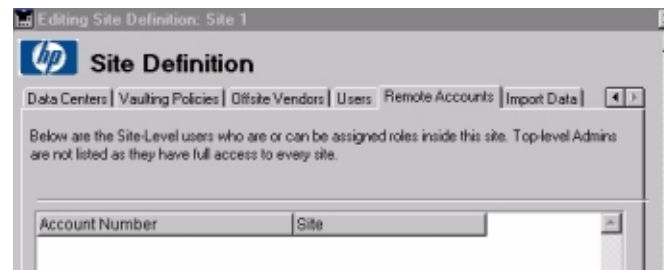 Editing Site Definition: Site 1
hp
Site Definition
Data Centers Vaulting Policies Offsite Vendors Users Remote Accounts Import Data
Below are the Site-Level users who are or can be assigned roles inside this site. Top-level Admins
are not listed as they have full access to every site.
Account Number Site